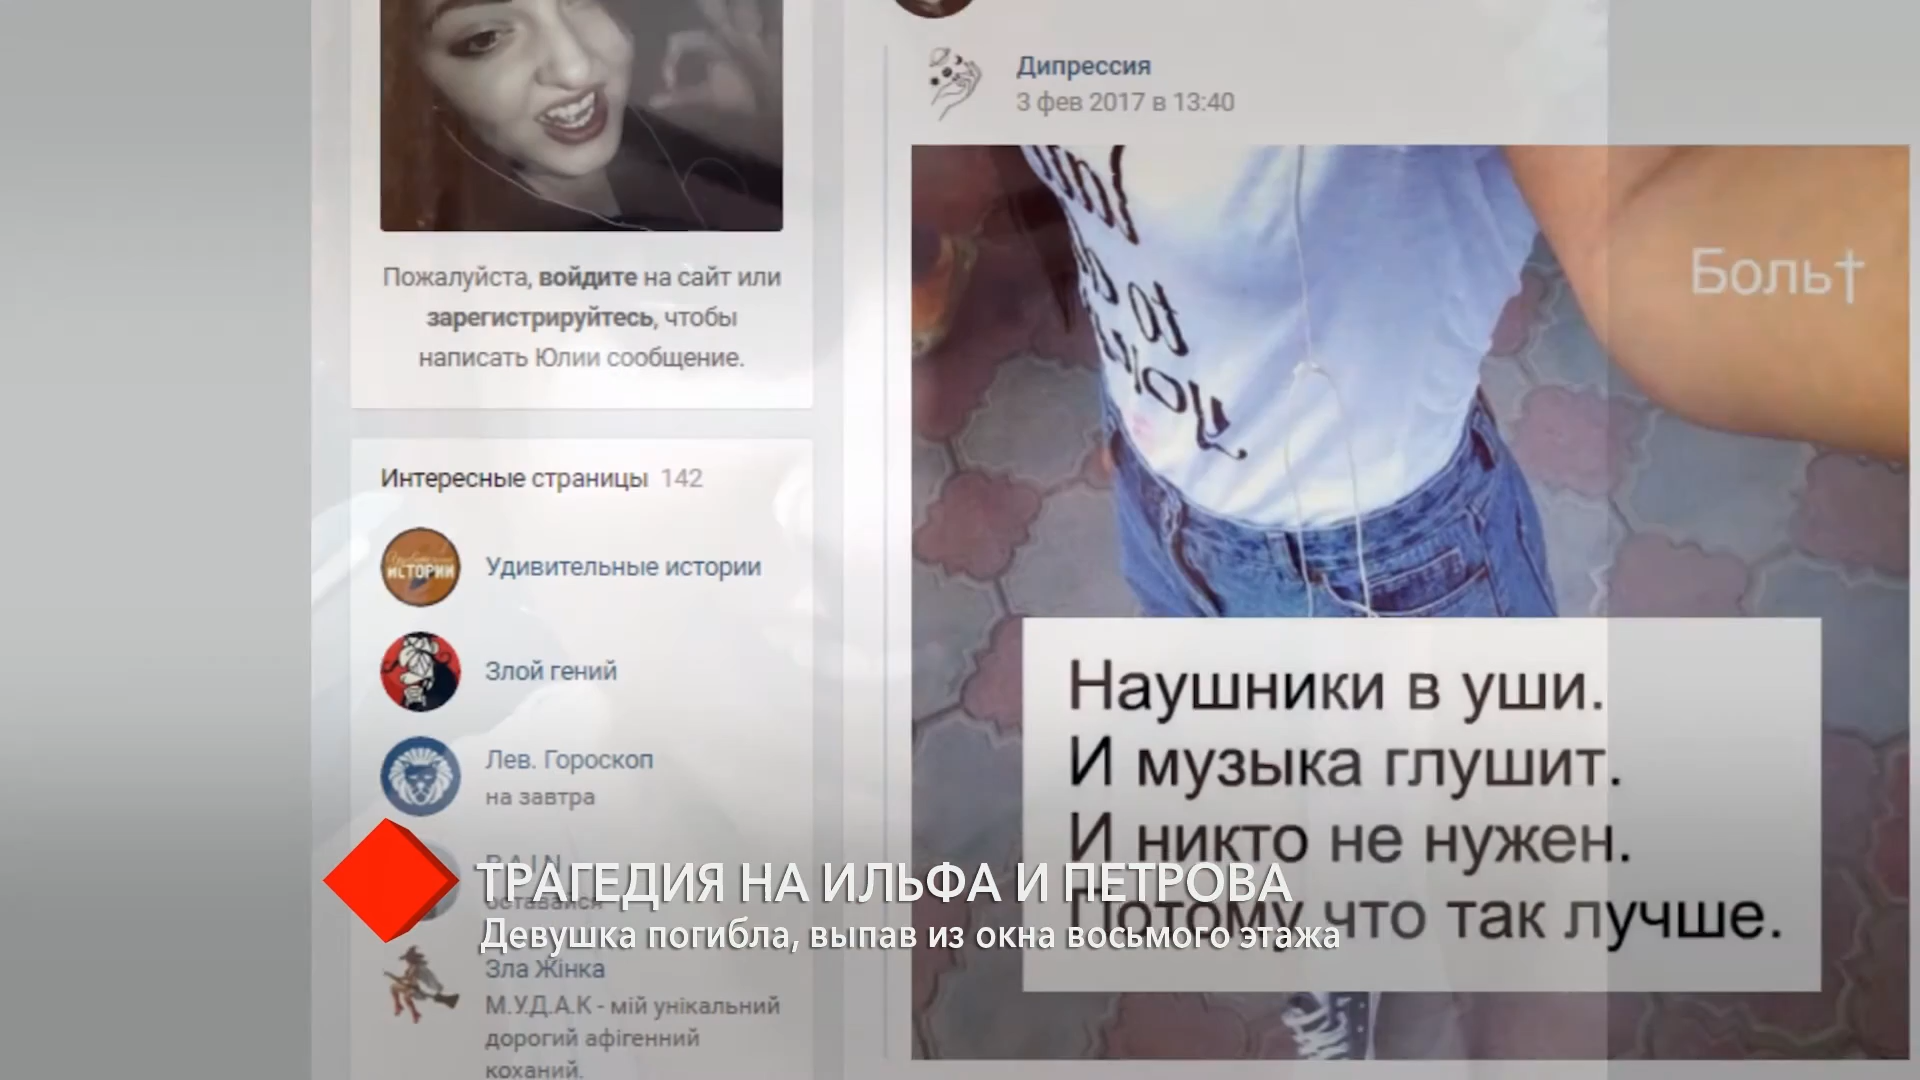 Дипрессия
3 фев 2017 в 13:40
Боль†
to
Пожалуйста, войдите на сайт или
зарегистрируйтесь, чтобы
написать Юлии сообщение.
Интересные страницы 142
ИСТОРИИ
Удивительные истории
Злой гений
Лев. Гороскоп
на завтра
R.A.I.N.
оставайся
Зла Жінка
М.У.Д.А.К - мій унікальний
дорогий афігенний
коханий.
Наушники в уши.
И музыка глушит.
И никто не нужен.
Потому что так лучше.
ТРАГЕДИЯ НА ИЛЬФА И ПЕТРОВА
Девушка погибла, выпав из окна восьмого этажа